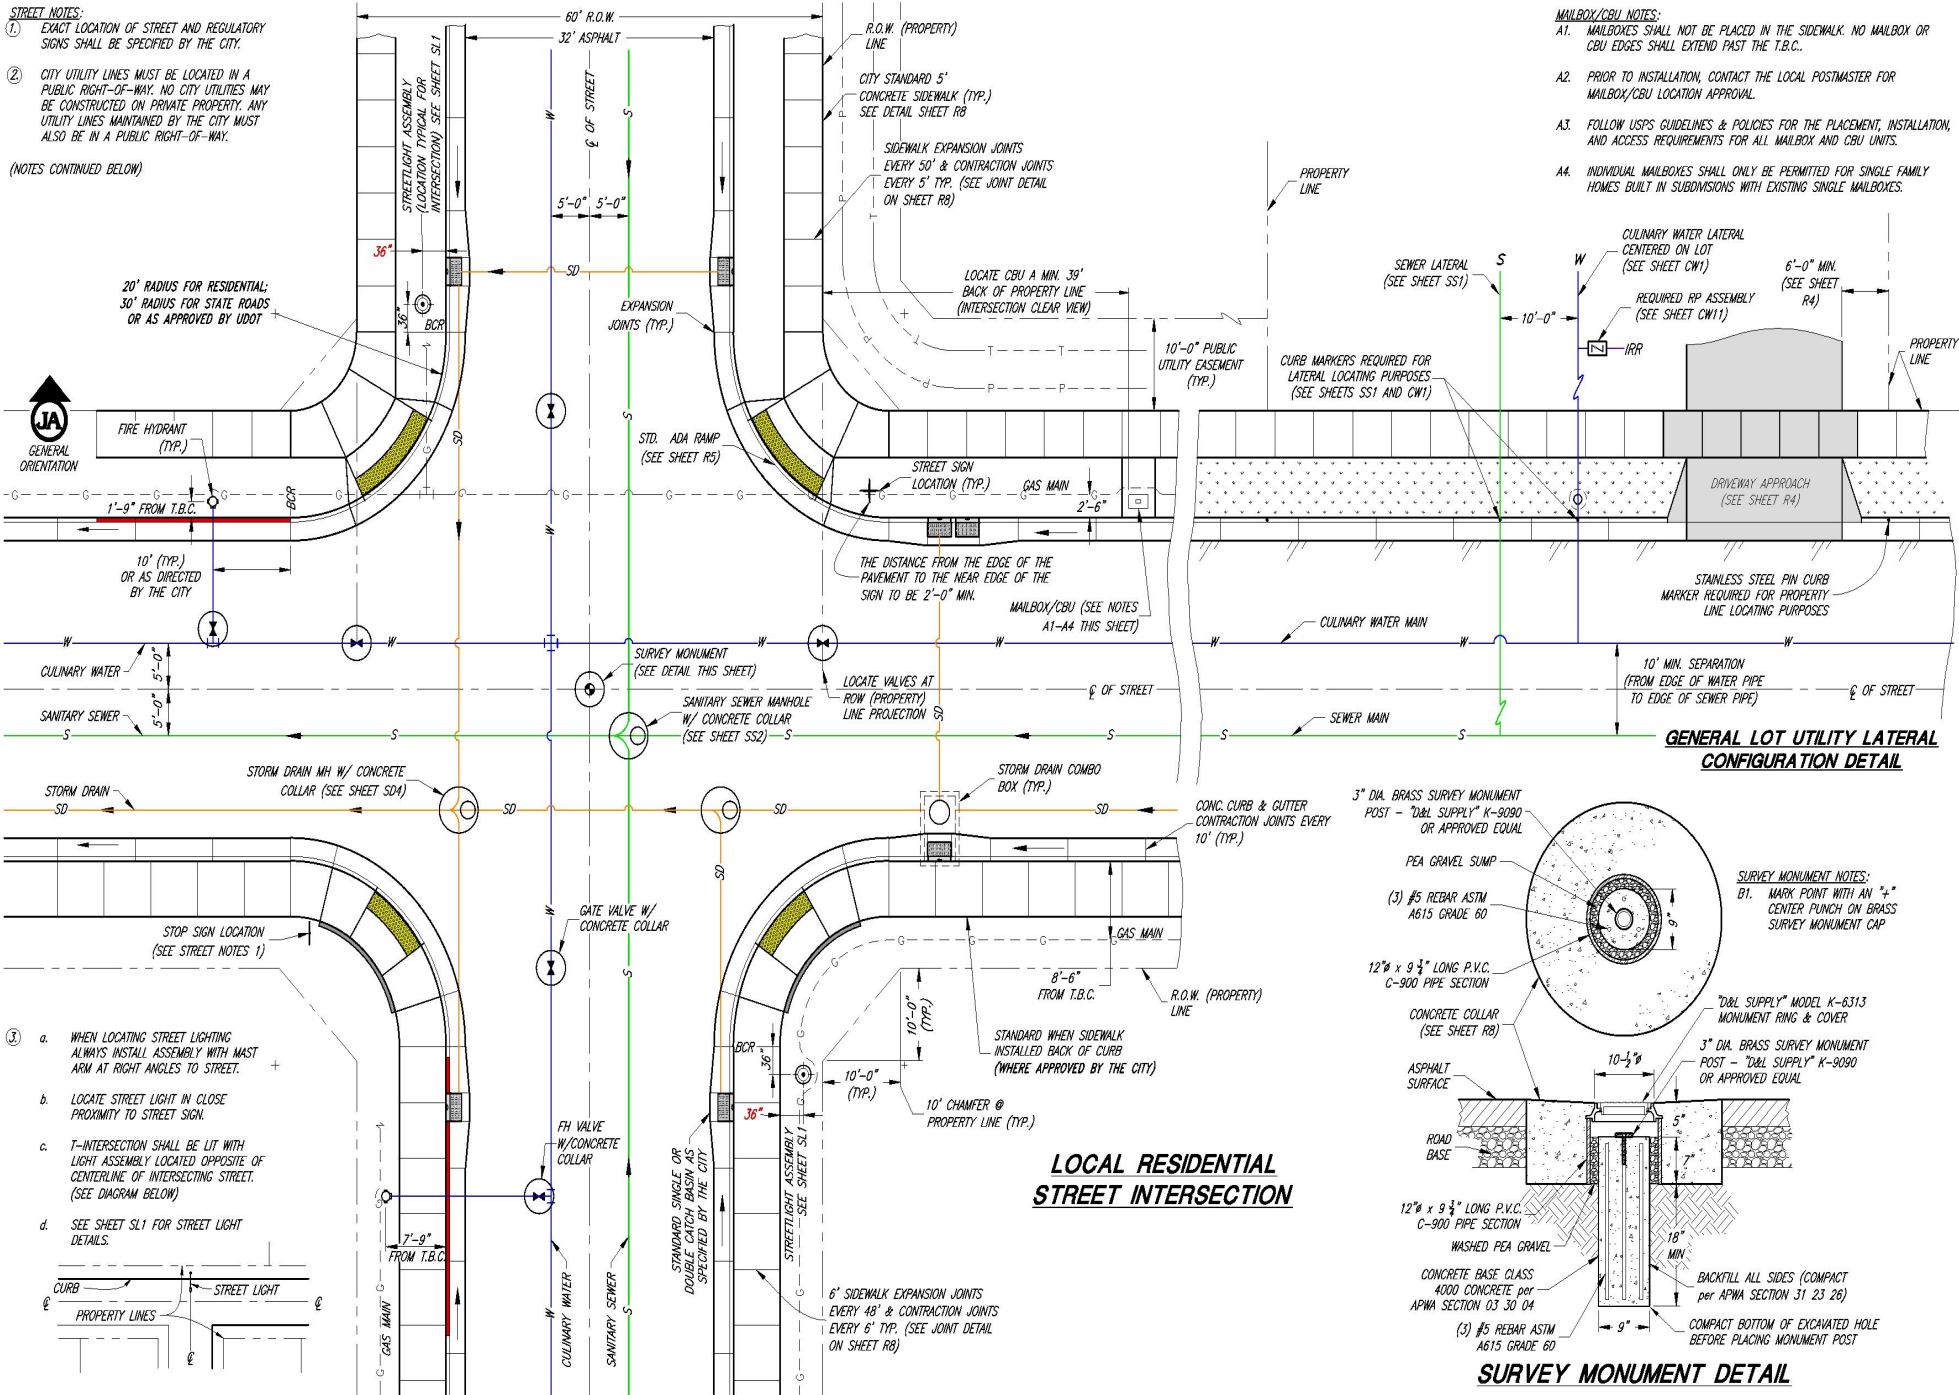 STREET NOTES:
1. EXACT LOCATION OF STREET AND REGULATORY
SIGNS SHALL BE SPECIFIED BY THE CITY.
2. CITY UTILITY LINES MUST BE LOCATED IN A
PUBLIC RIGHT-OF-WAY. NO CITY UTILITIES MAY
BE CONSTRUCTED ON PRIVATE PROPERTY. ANY
UTILITY LINES MAINTAINED BY THE CITY MUST
ALSO BE IN A PUBLIC RIGHT-OF-WAY.
(NOTES CONTINUED BELOW)
60' R.O.W.
32' ASPHALT
STREETLIGHT ASSEMBLY
(LOCATION TYPICAL FOR
INTERSECTION) SEE SHEET SL1
℄ OF STREET
W
S
5'-0" 5'-0"
R.O.W. (PROPERTY)
LINE
CITY STANDARD 5'
CONCRETE SIDEWALK (TYP.)
SEE DETAIL SHEET R8
SIDEWALK EXPANSION JOINTS
EVERY 50' & CONTRACTION JOINTS
EVERY 5' TYP. (SEE JOINT DETAIL
ON SHEET R8)
PROPERTY
LINE
MAILBOX/CBU NOTES:
A1. MAILBOXES SHALL NOT BE PLACED IN THE SIDEWALK. NO MAILBOX OR
CBU EDGES SHALL EXTEND PAST THE T.B.C..
A2. PRIOR TO INSTALLATION, CONTACT THE LOCAL POSTMASTER FOR
MAILBOX/CBU LOCATION APPROVAL.
A3. FOLLOW USPS GUIDELINES & POLICIES FOR THE PLACEMENT, INSTALLATION,
AND ACCESS REQUIREMENTS FOR ALL MAILBOX AND CBU UNITS.
A4. INDIVIDUAL MAILBOXES SHALL ONLY BE PERMITTED FOR SINGLE FAMILY
HOMES BUILT IN SUBDIVISIONS WITH EXISTING SINGLE MAILBOXES.
36"
36"
BCR
SD
20' RADIUS FOR RESIDENTIAL;
30' RADIUS FOR STATE ROADS
OR AS APPROVED BY UDOT
EXPANSION
JOINTS (TYP.)
LOCATE CBU A MIN. 39'
BACK OF PROPERTY LINE
(INTERSECTION CLEAR VIEW)
10'-0" PUBLIC
UTILITY EASEMENT
(TYP.)
P
T
T T
P P
SEWER LATERAL
(SEE SHEET SS1)
S
W
10'-0"
CULINARY WATER LATERAL
CENTERED ON LOT
(SEE SHEET CW1)
REQUIRED RP ASSEMBLY
(SEE SHEET CW11)
Z
IRR
6'-0" MIN.
(SEE SHEET
R4)
PROPERTY
LINE
CURB MARKERS REQUIRED FOR
LATERAL LOCATING PURPOSES
(SEE SHEETS SS1 AND CW1)
JA
GENERAL
ORIENTATION
FIRE HYDRANT
(TYP.)
G G G G G
1'-9" FROM T.B.C.
BCR
10' (TYP.)
OR AS DIRECTED
BY THE CITY
SD
STD. ADA RAMP
(SEE SHEET R5)
STREET SIGN
LOCATION (TYP.)
GAS MAIN
2'-6"
DRIVEWAY APPROACH
(SEE SHEET R4)
THE DISTANCE FROM THE EDGE OF THE
PAVEMENT TO THE NEAR EDGE OF THE
SIGN TO BE 2'-0" MIN.
MAILBOX/CBU (SEE NOTES
A1-A4 THIS SHEET)
STAINLESS STEEL PIN CURB
MARKER REQUIRED FOR PROPERTY
LINE LOCATING PURPOSES
CULINARY WATER MAIN
W W W W W W W
CULINARY WATER
5'-0"
5'-0"
SANITARY SEWER
SURVEY MONUMENT
(SEE DETAIL THIS SHEET)
SANITARY SEWER MANHOLE
W/ CONCRETE COLLAR
(SEE SHEET SS2)
LOCATE VALVES AT
ROW (PROPERTY)
LINE PROJECTION
SD
℄ OF STREET
10' MIN. SEPARATION
(FROM EDGE OF WATER PIPE
TO EDGE OF SEWER PIPE)
℄ OF STREET
SEWER MAIN
S S S S S S
GENERAL LOT UTILITY LATERAL
CONFIGURATION DETAIL
STORM DRAIN MH W/ CONCRETE
COLLAR (SEE SHEET SD4)
STORM DRAIN
SD SD SD SD SD
STORM DRAIN COMBO
BOX (TYP.)
CONC. CURB & GUTTER
CONTRACTION JOINTS EVERY
10' (TYP.)
SD
STOP SIGN LOCATION
(SEE STREET NOTES 1)
GATE VALVE W/
CONCRETE COLLAR
G G G G
GAS MAIN
8'-6"
FROM T.B.C.
R.O.W. (PROPERTY)
LINE
10'-0"
(TYP.)
STANDARD WHEN SIDEWALK
INSTALLED BACK OF CURB
(WHERE APPROVED BY THE CITY)
10'-0"
(TYP.)
10' CHAMFER @
PROPERTY LINE (TYP.)
BCR
36"
36"
3. a. WHEN LOCATING STREET LIGHTING
ALWAYS INSTALL ASSEMBLY WITH MAST
ARM AT RIGHT ANGLES TO STREET.
b. LOCATE STREET LIGHT IN CLOSE
PROXIMITY TO STREET SIGN.
c. T-INTERSECTION SHALL BE LIT WITH
LIGHT ASSEMBLY LOCATED OPPOSITE OF
CENTERLINE OF INTERSECTING STREET.
(SEE DIAGRAM BELOW)
d. SEE SHEET SL1 FOR STREET LIGHT
DETAILS.
CURB
STREET LIGHT
℄ ℄
PROPERTY LINES
℄
FH VALVE
W/CONCRETE
COLLAR
7'-9"
FROM T.B.C.
GAS MAIN
CULINARY WATER
SANITARY SEWER
STANDARD SINGLE OR
DOUBLE CATCH BASIN AS
SPECIFIED BY THE CITY
STREETLIGHT ASSEMBLY
SEE SHEET SL1
6' SIDEWALK EXPANSION JOINTS
EVERY 48' & CONTRACTION JOINTS
EVERY 6' TYP. (SEE JOINT DETAIL
ON SHEET R8)
LOCAL RESIDENTIAL
STREET INTERSECTION
3" DIA. BRASS SURVEY MONUMENT
POST - "D&L SUPPLY" K-9090
OR APPROVED EQUAL
PEA GRAVEL SUMP
(3) #5 REBAR ASTM
A615 GRADE 60
12"ø x 9 3/4" LONG P.V.C.
C-900 PIPE SECTION
9"
CONCRETE COLLAR
(SEE SHEET R8)
SURVEY MONUMENT NOTES:
B1. MARK POINT WITH AN "+"
CENTER PUNCH ON BRASS
SURVEY MONUMENT CAP
"D&L SUPPLY" MODEL K-6313
MONUMENT RING & COVER
3" DIA. BRASS SURVEY MONUMENT
POST - "D&L SUPPLY" K-9090
OR APPROVED EQUAL
10-1/2"ø
ASPHALT
SURFACE
5"
ROAD
BASE
7"
12"ø x 9 3/4" LONG P.V.C.
C-900 PIPE SECTION
WASHED PEA GRAVEL
18"
MIN
CONCRETE BASE CLASS
4000 CONCRETE per
APWA SECTION 03 30 04
BACKFILL ALL SIDES (COMPACT
per APWA SECTION 31 23 26)
(3) #5 REBAR ASTM
A615 GRADE 60
9"
COMPACT BOTTOM OF EXCAVATED HOLE
BEFORE PLACING MONUMENT POST
SURVEY MONUMENT DETAIL